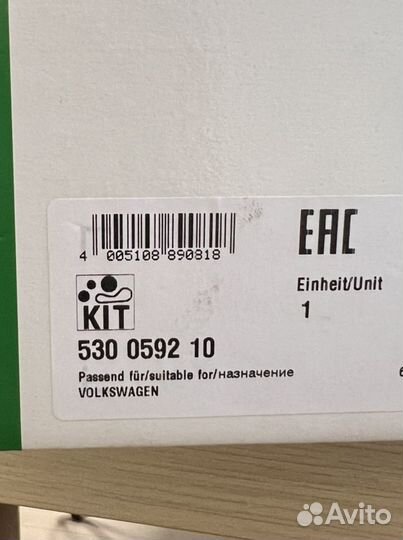 4 005108 890818
EAC
Einheit/Unit
1
KIT
530 0592 10
Passend für/suitable for/назначение
VOLKSWAGEN
Avito